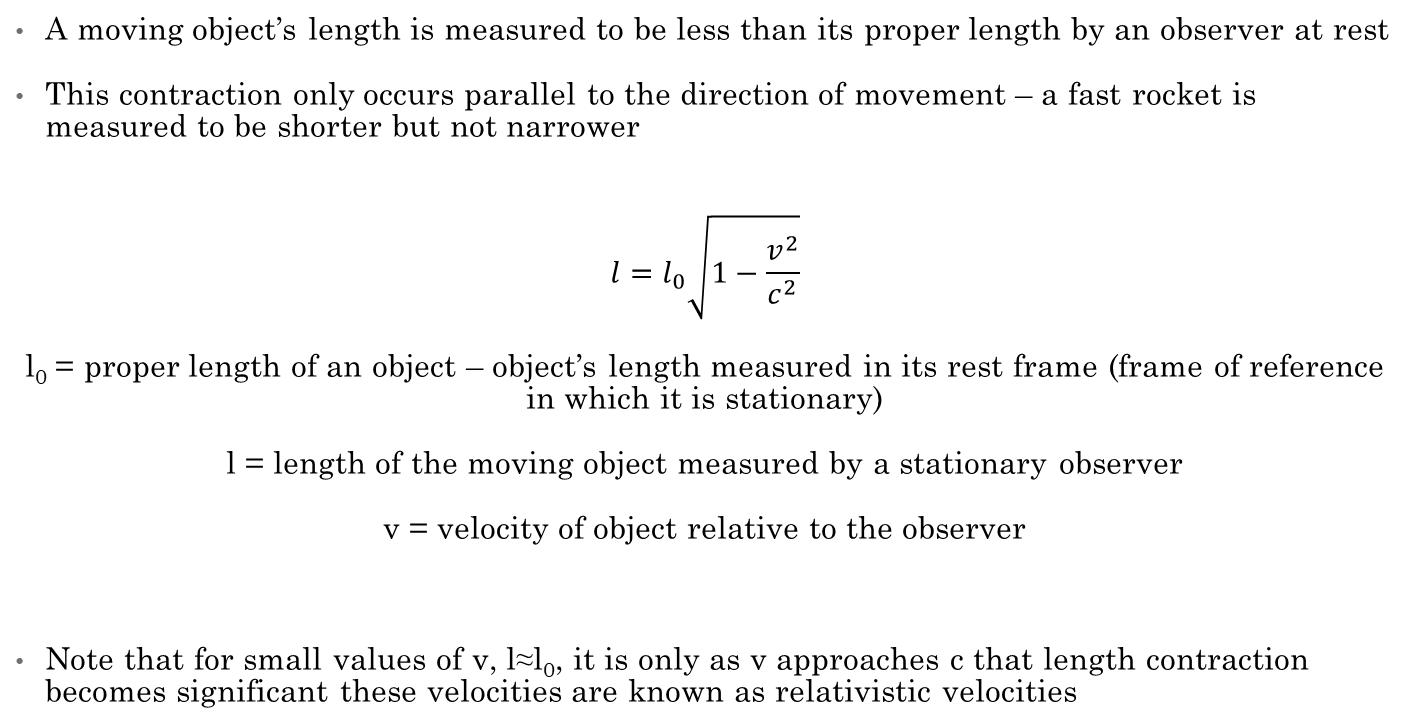 • A moving object’s length is measured to be less than its proper length by an observer at rest
• This contraction only occurs parallel to the direction of movement – a fast rocket is
measured to be shorter but not narrower
l = l₀√(1 − v²/c²)
l₀ = proper length of an object – object’s length measured in its rest frame (frame of reference
in which it is stationary)
l = length of the moving object measured by a stationary observer
v = velocity of object relative to the observer
• Note that for small values of v, l≈l₀, it is only as v approaches c that length contraction
becomes significant these velocities are known as relativistic velocities